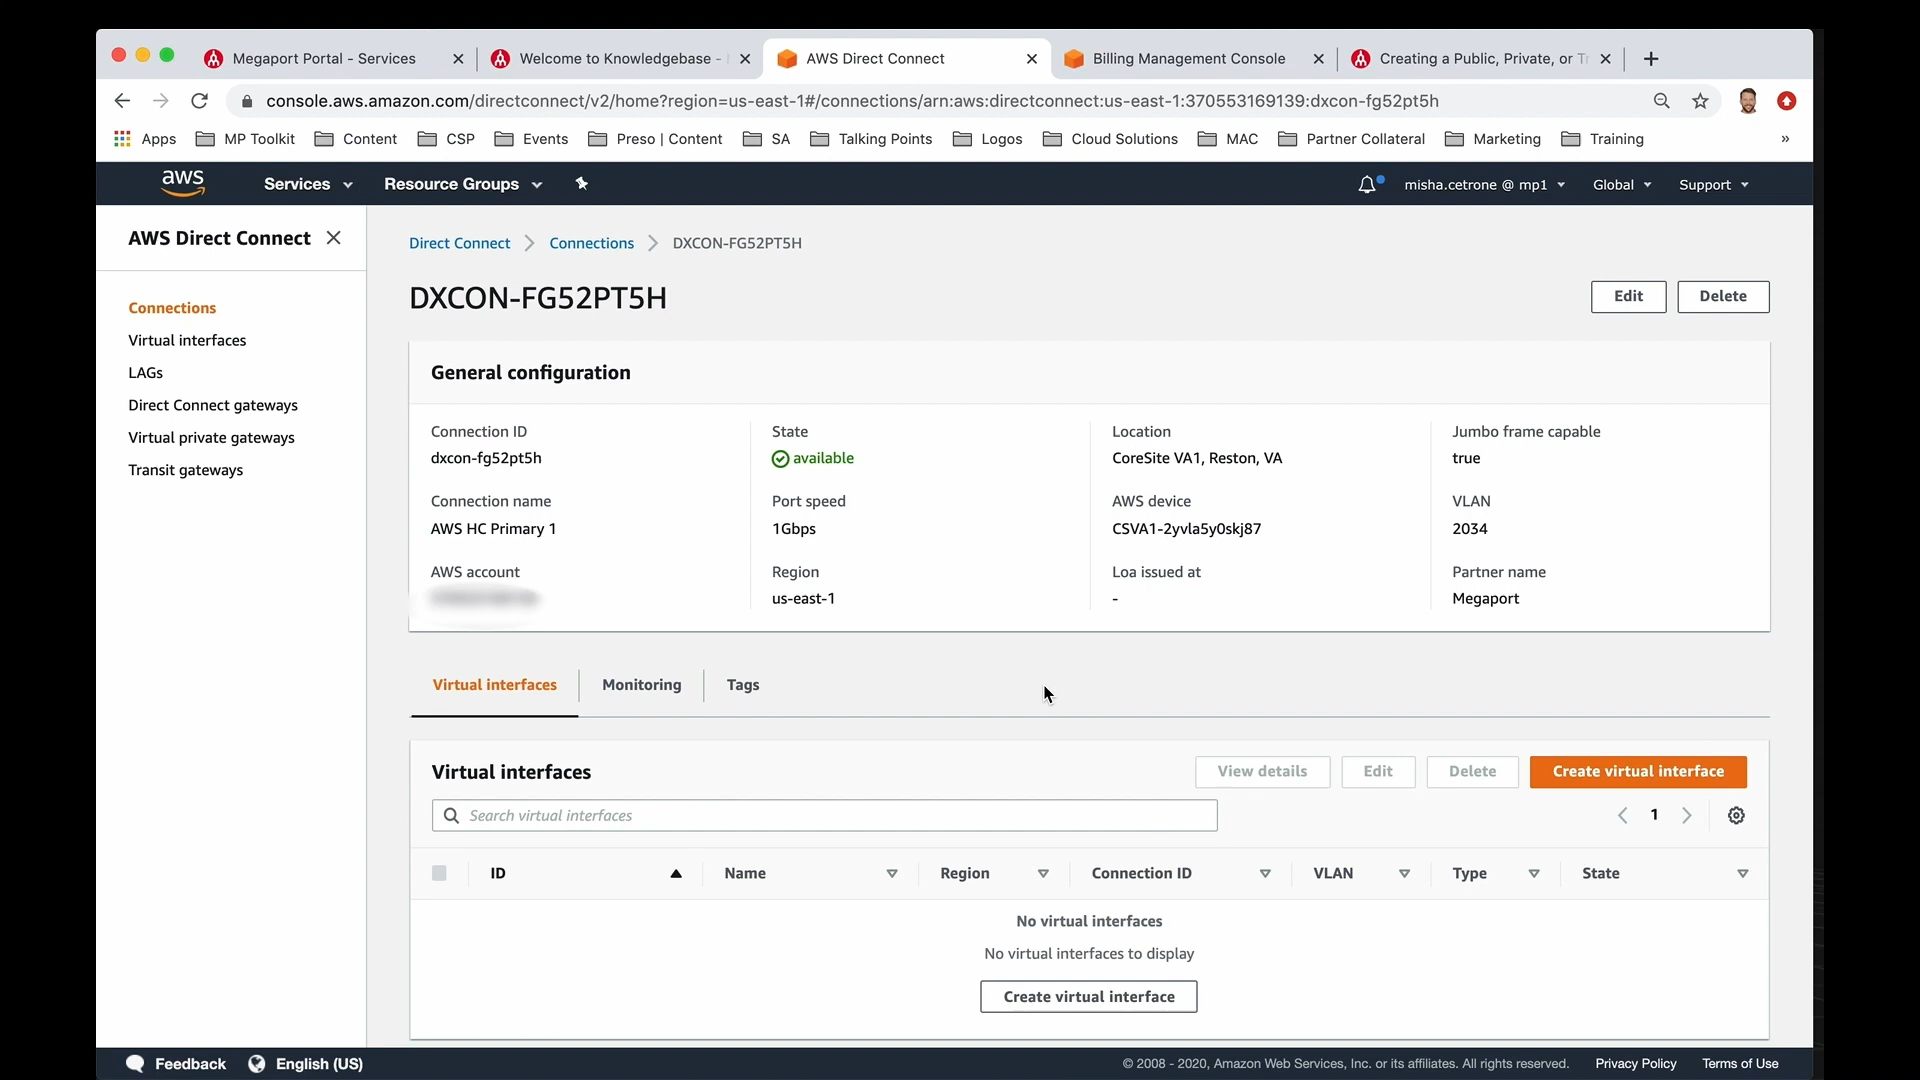 Megaport Portal - Services
Welcome to Knowledgebase -
AWS Direct Connect
Billing Management Console
Creating a Public, Private, or Tr
console.aws.amazon.com/directconnect/v2/home?region=us-east-1#/connections/arn:aws:directconnect:us-east-1:370553169139:dxcon-fg52pt5h
Apps MP Toolkit Content CSP Events Preso | Content SA Talking Points Logos Cloud Solutions MAC Partner Collateral Marketing Training »
aws Services Resource Groups misha.cetrone @ mp1 Global Support
AWS Direct Connect
Connections
Virtual interfaces
LAGs
Direct Connect gateways
Virtual private gateways
Transit gateways
Direct Connect Connections DXCON-FG52PT5H
DXCON-FG52PT5H
Edit Delete
General configuration
Connection ID State Location Jumbo frame capable
dxcon-fg52pt5h available CoreSite VA1, Reston, VA true
Connection name Port speed AWS device VLAN
AWS HC Primary 1 1Gbps CSVA1-2yvla5y0skj87 2034
AWS account Region Loa issued at Partner name
us-east-1 - Megaport
Virtual interfaces Monitoring Tags
Virtual interfaces View details Edit Delete Create virtual interface
Search virtual interfaces 1
ID Name Region Connection ID VLAN Type State
No virtual interfaces
No virtual interfaces to display
Create virtual interface
Feedback English (US) © 2008 - 2020, Amazon Web Services, Inc. or its affiliates. All rights reserved. Privacy Policy Terms of Use